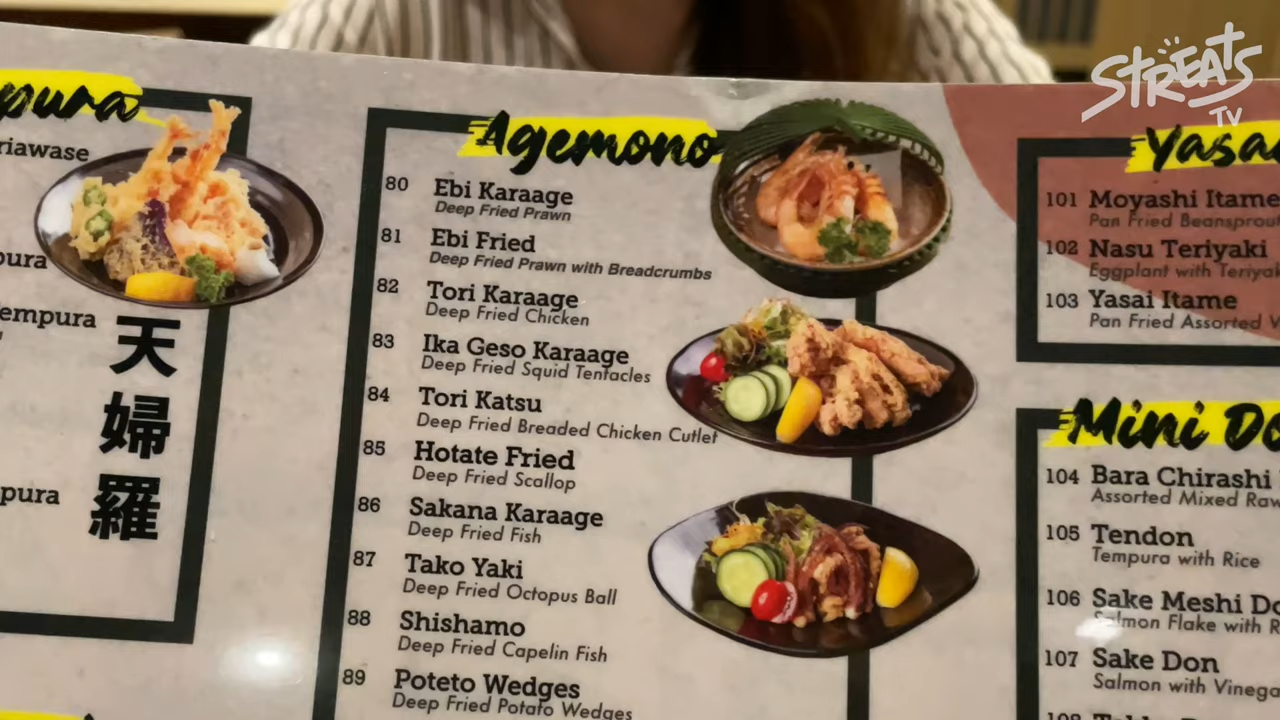 STREATS
TV
riawase
天婦羅
Agemono
80 Ebi Karaage
Deep Fried Prawn
81 Ebi Fried
Deep Fried Prawn with Breadcrumbs
82 Tori Karaage
Deep Fried Chicken
83 Ika Geso Karaage
Deep Fried Squid Tentacles
84 Tori Katsu
Deep Fried Breaded Chicken Cutlet
85 Hotate Fried
Deep Fried Scallop
86 Sakana Karaage
Deep Fried Fish
87 Tako Yaki
Deep Fried Octopus Ball
88 Shishamo
Deep Fried Capelin Fish
89 Poteto Wedges
Deep Fried Potato Wedges
101 Moyashi Itame
Pan Fried Beansprou
102 Nasu Teriyaki
Eggplant with Teriyak
103 Yasai Itame
Pan Fried Assorted
Mini Do
104 Bara Chirashi
Assorted Mixed Raw
105 Tendon
Tempura with Rice
106 Sake Meshi Do
Salmon Flake with R
107 Sake Don
Salmon with Vinega